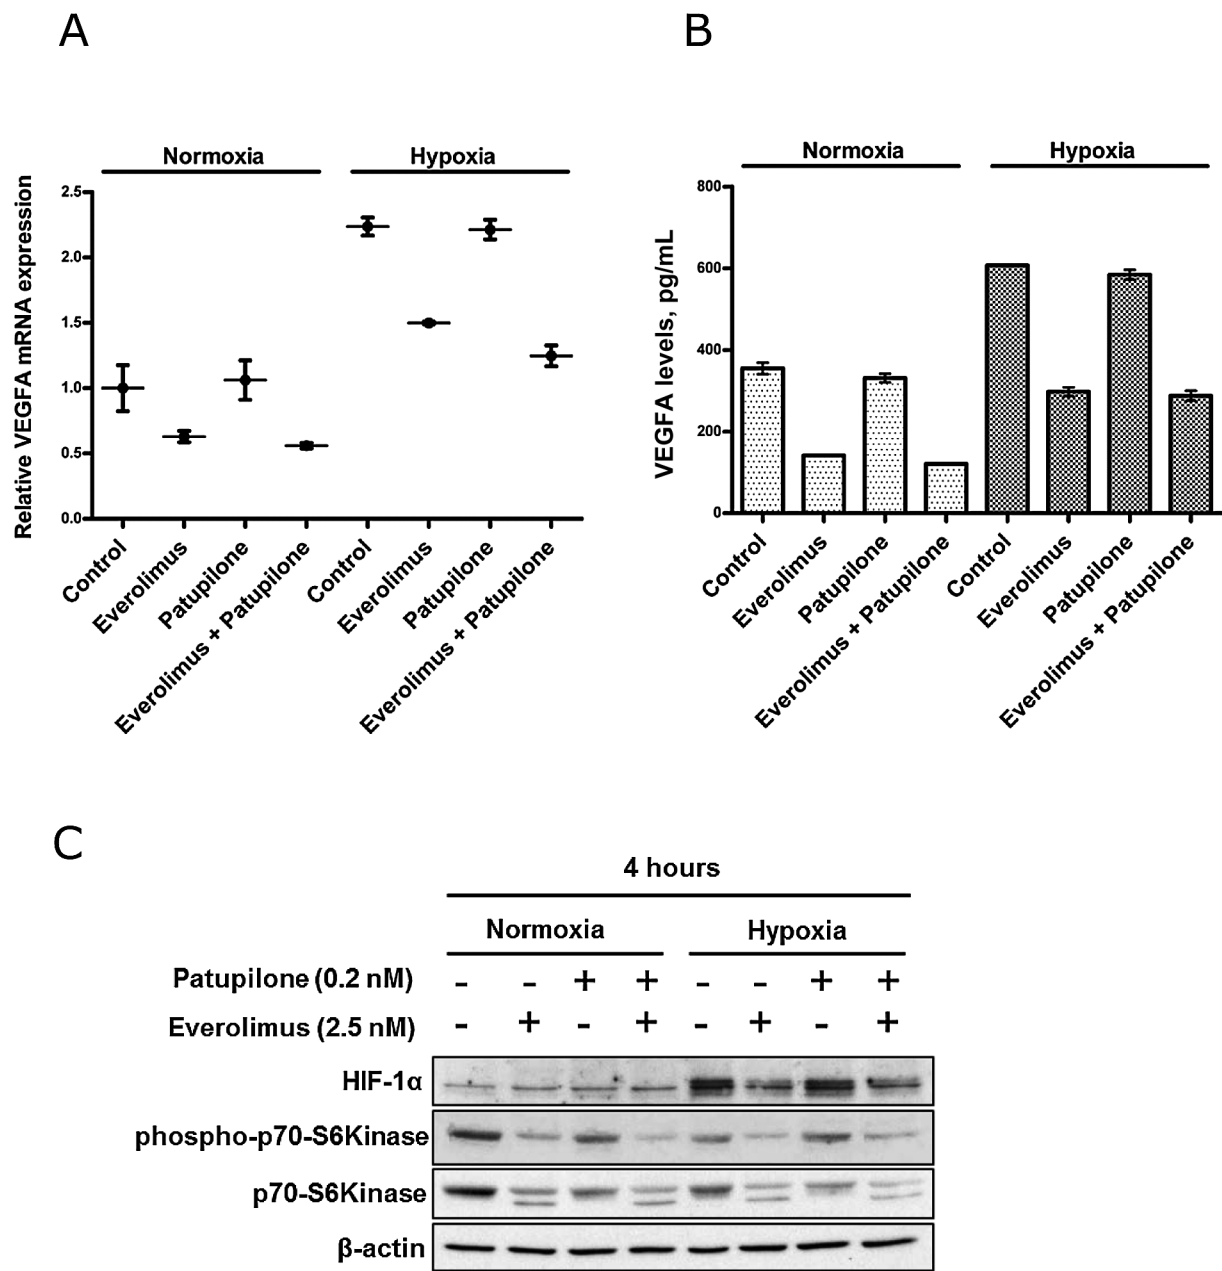 A
Normoxia
Hypoxia
Relative VEGFA mRNA expression
2.5
2.0
1.5
1.0
0.5
0.0
Control
Everolimus
Patupilone
Everolimus + Patupilone
Control
Everolimus
Patupilone
Everolimus + Patupilone
B
Normoxia
Hypoxia
VEGFA levels, pg/mL
800
600
400
200
0
Control
Everolimus
Patupilone
Everolimus + Patupilone
Control
Everolimus
Patupilone
Everolimus + Patupilone
C
4 hours
Normoxia
Hypoxia
Patupilone (0.2 nM) - - + + - - + +
Everolimus (2.5 nM) - + - + - + - +
HIF-1α
phospho-p70-S6Kinase
p70-S6Kinase
β-actin